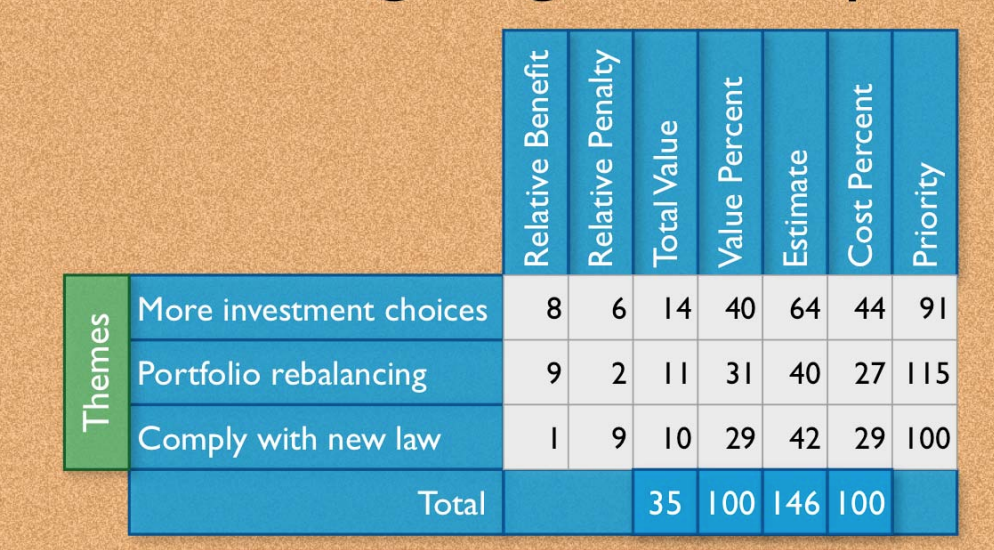 Relative Benefit Relative Penalty Total Value Value Percent Estimate Cost Percent Priority
Themes
More investment choices 8 6 14 40 64 44 91
Portfolio rebalancing 9 2 11 31 40 27 115
Comply with new law 1 9 10 29 42 29 100
Total 35 100 146 100